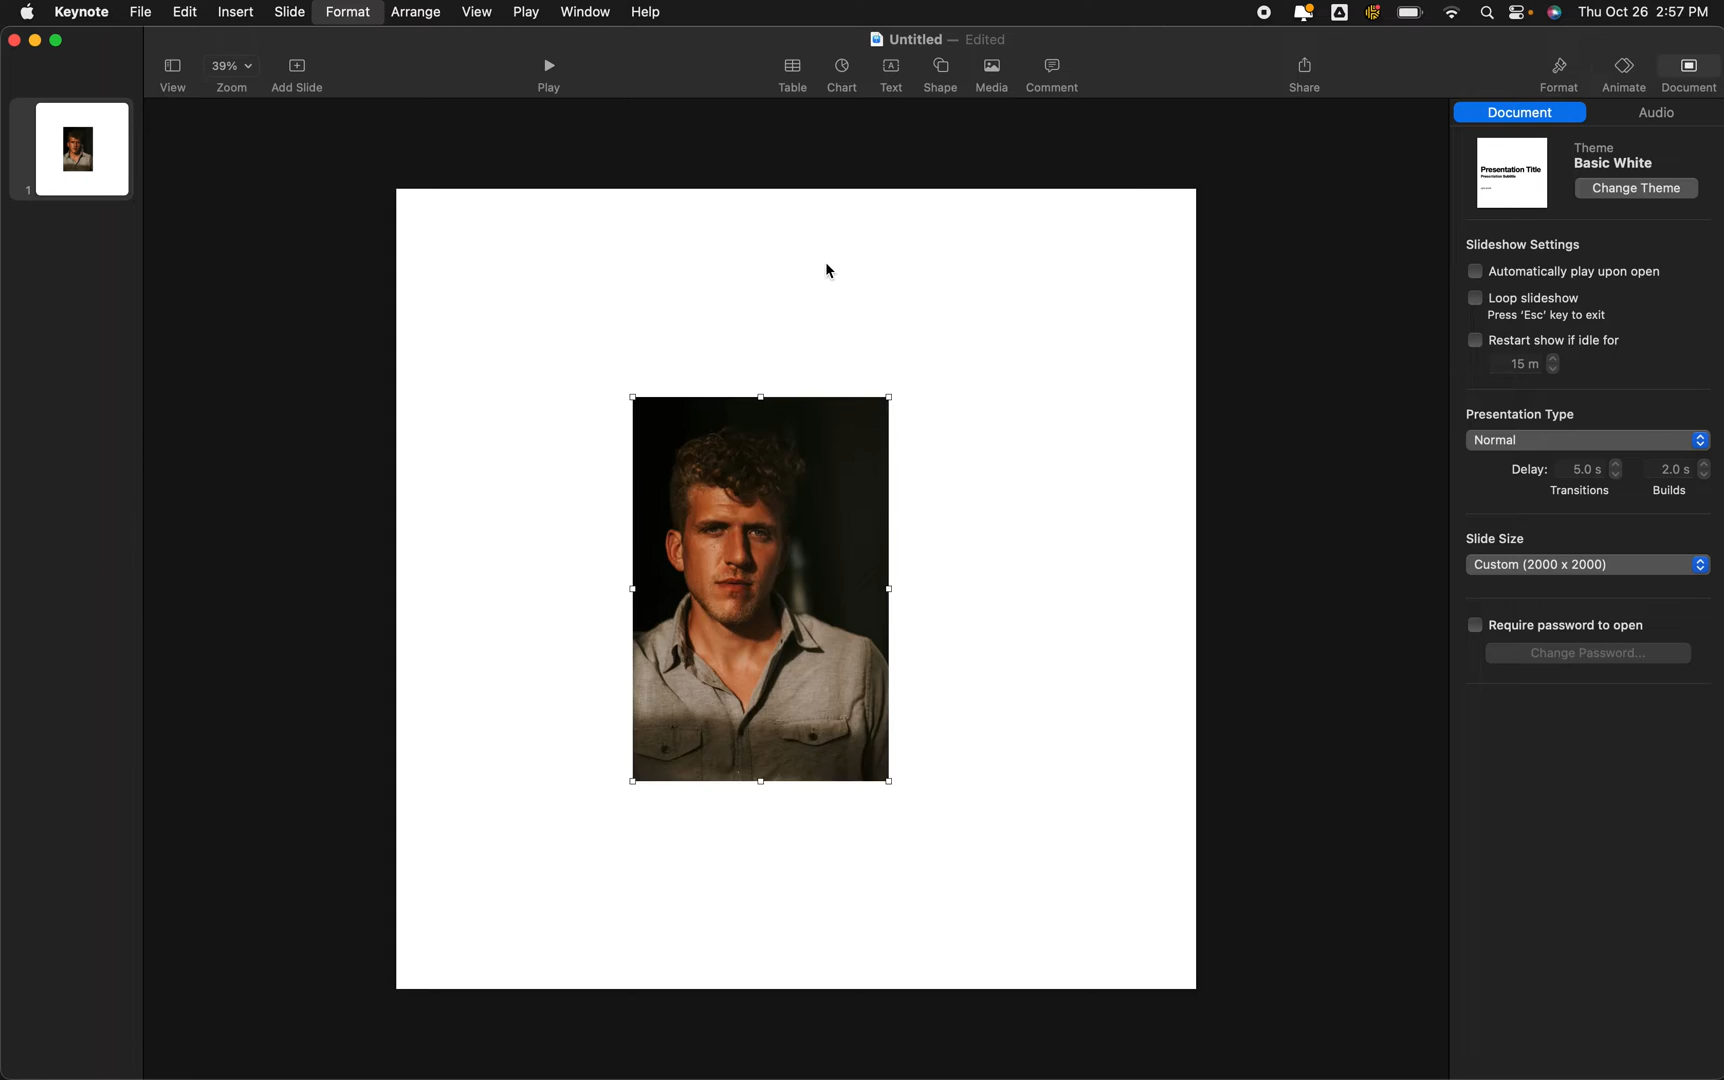 Keynote File Edit Insert Slide Format Arrange View Play Window Help Thu Oct 26 2:57 PM
Untitled — Edited
39%
View Zoom Add Slide Play Table Chart Text Shape Media Comment Share Format Animate Document
Document Audio
1
Presentation Title
Theme
Basic White
Change Theme
Slideshow Settings
Automatically play upon open
Loop slideshow
Press ‘Esc’ key to exit
Restart show if idle for
15 m
Presentation Type
Normal
Delay: 5.0 s 2.0 s
Transitions Builds
Slide Size
Custom (2000 x 2000)
Require password to open
Change Password...